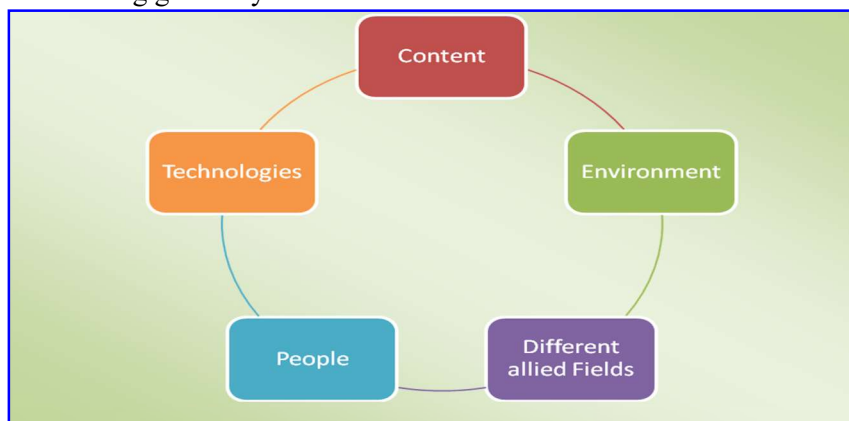 Content
Technologies
Environment
People
Different
allied Fields